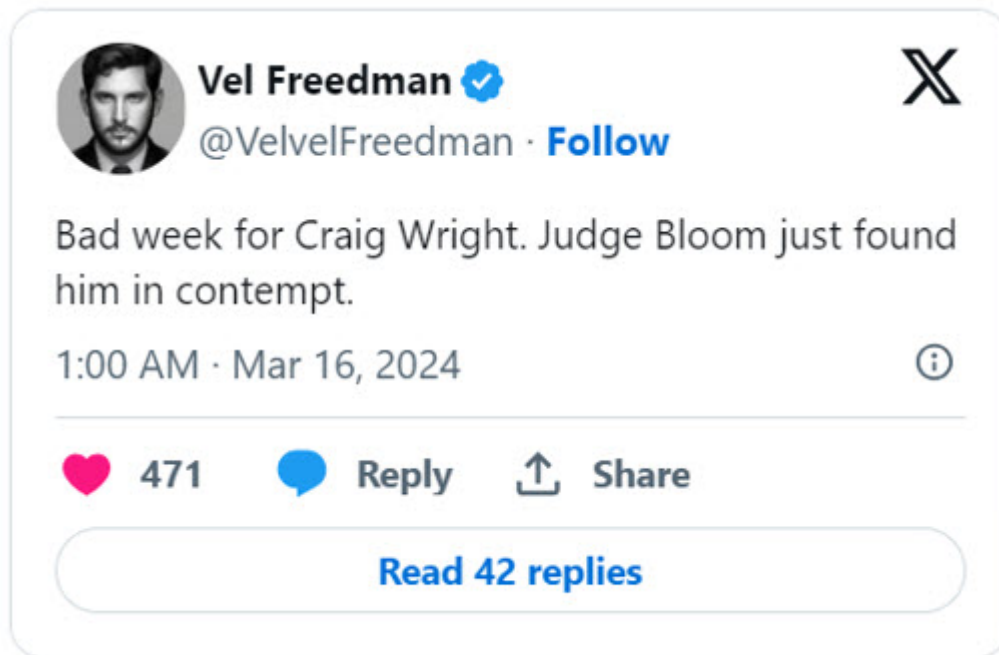 Vel Freedman
@VelvelFreedman · Follow
Bad week for Craig Wright. Judge Bloom just found
him in contempt.
1:00 AM · Mar 16, 2024
471 Reply Share
Read 42 replies